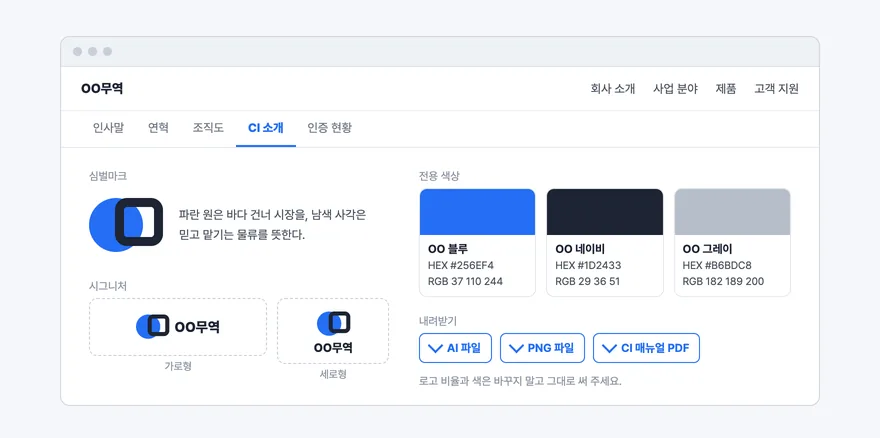 OO무역
회사 소개
사업 분야
제품
고객 지원
인사말
연혁
조직도
CI 소개
인증 현황
심벌마크
파란 원은 바다 건너 시장을, 남색 사각은
믿고 맡기는 물류를 뜻한다.
시그니처
OO무역
가로형
OO무역
세로형
전용 색상
OO 블루
HEX #256EF4
RGB 37 110 244
OO 네이비
HEX #1D2433
RGB 29 36 51
OO 그레이
HEX #B6BDC8
RGB 182 189 200
내려받기
AI 파일
PNG 파일
CI 매뉴얼 PDF
로고 비율과 색은 바꾸지 말고 그대로 써 주세요.